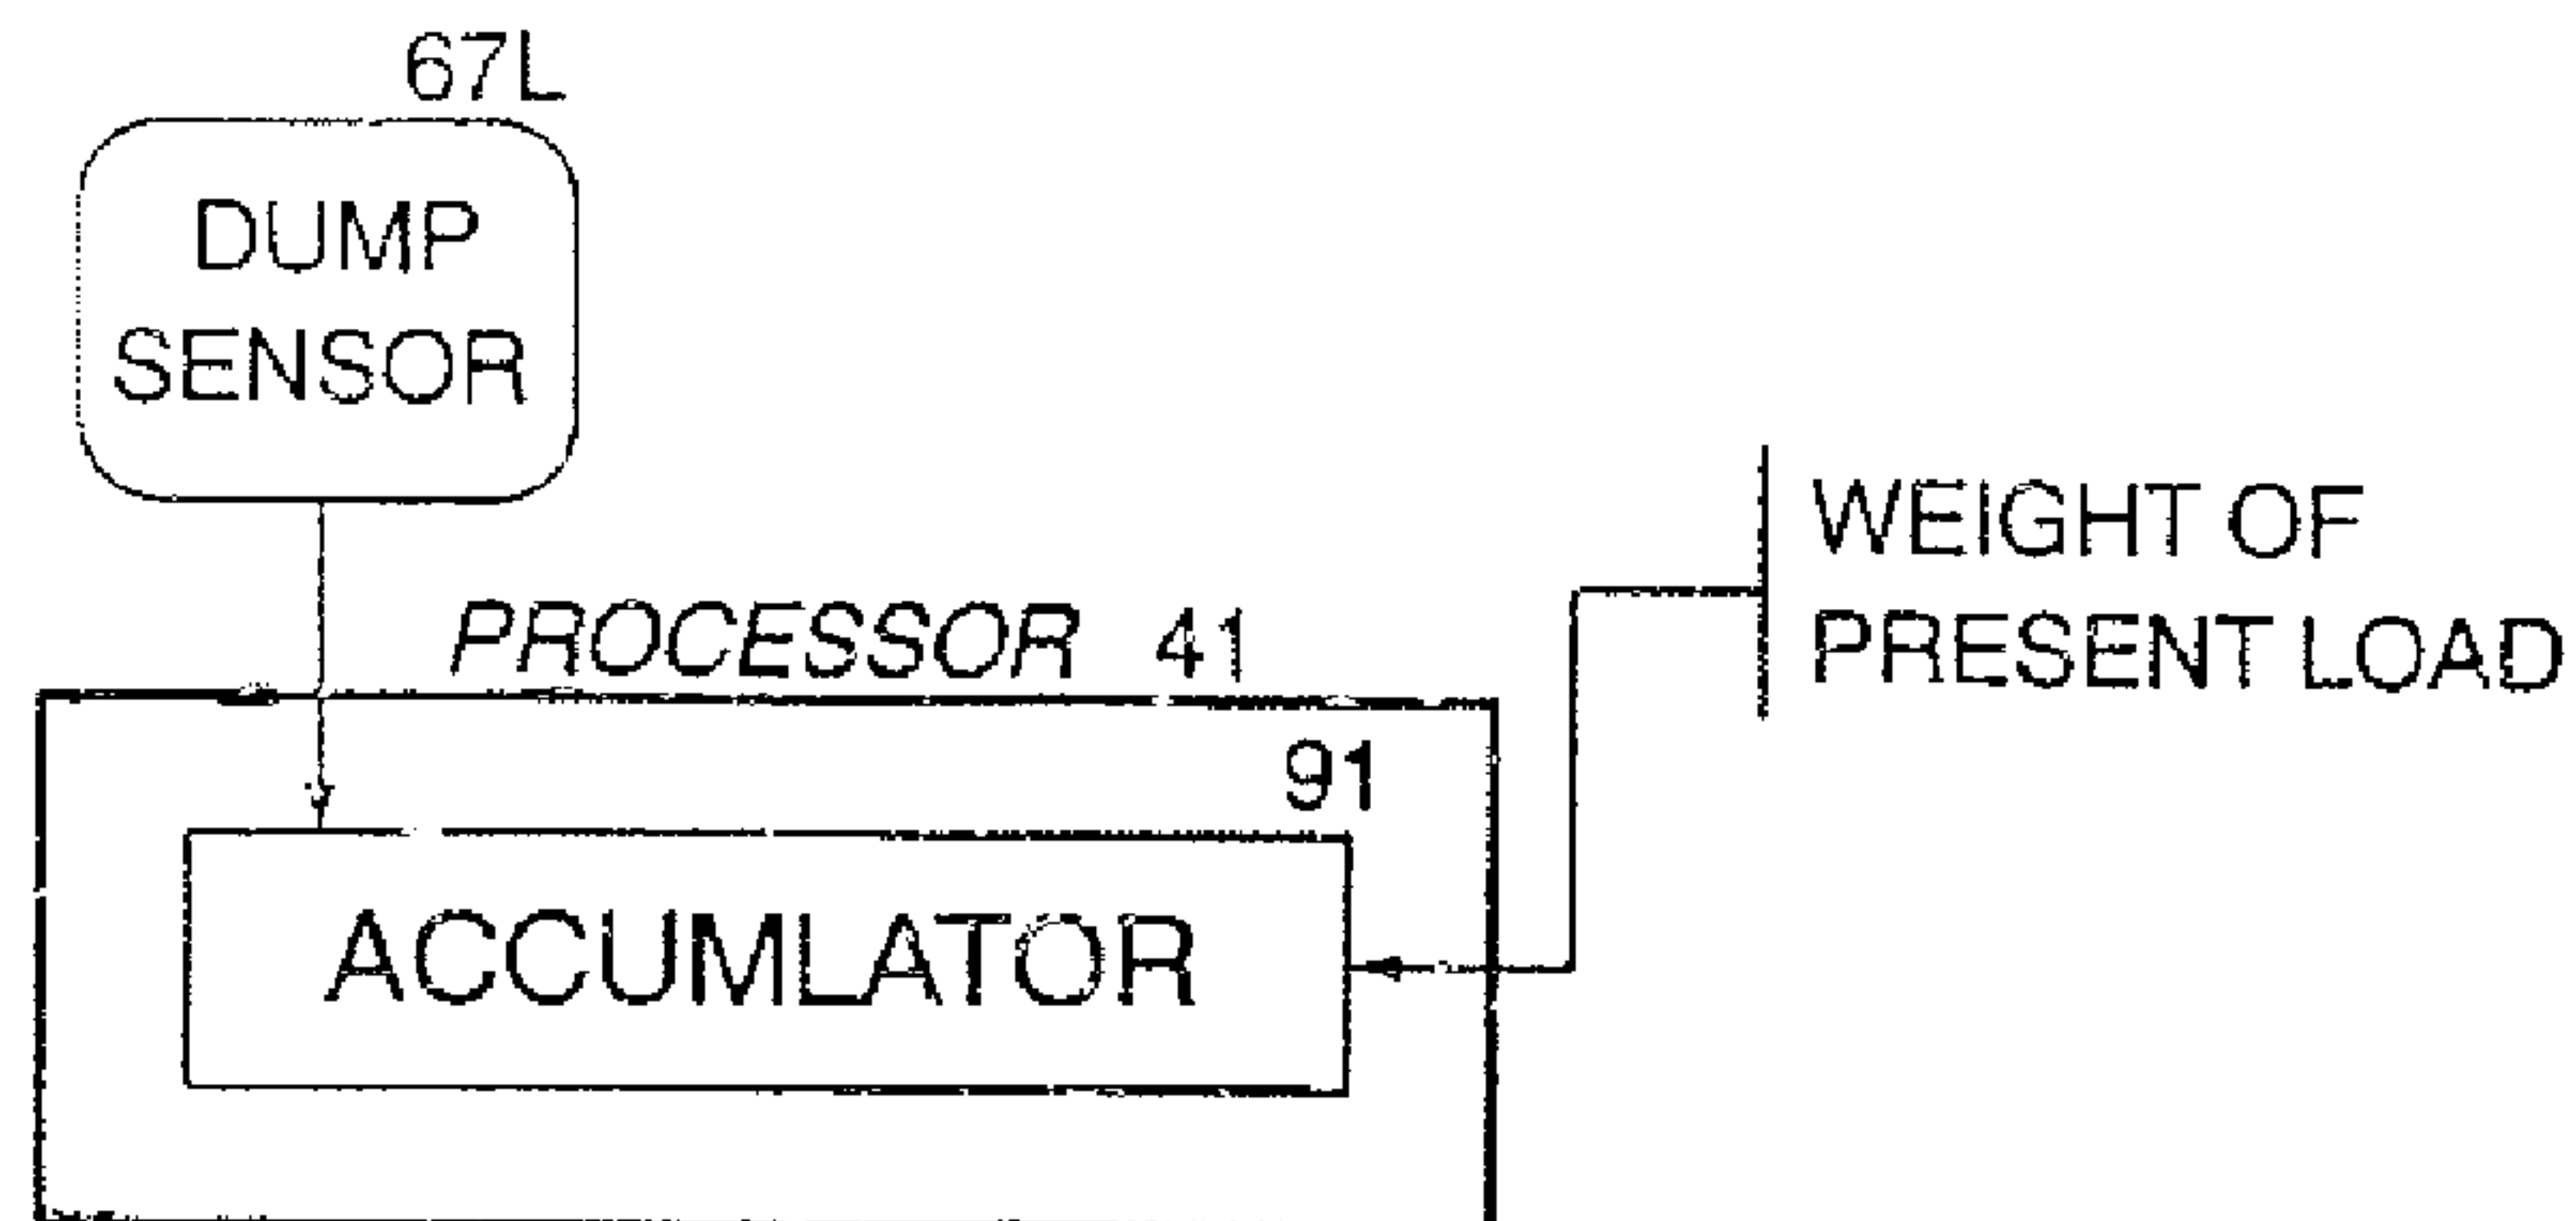 67L
DUMP
SENSOR
WEIGHT OF
PRESENT LOAD
PROCESSOR 41
91
ACCUMLATOR